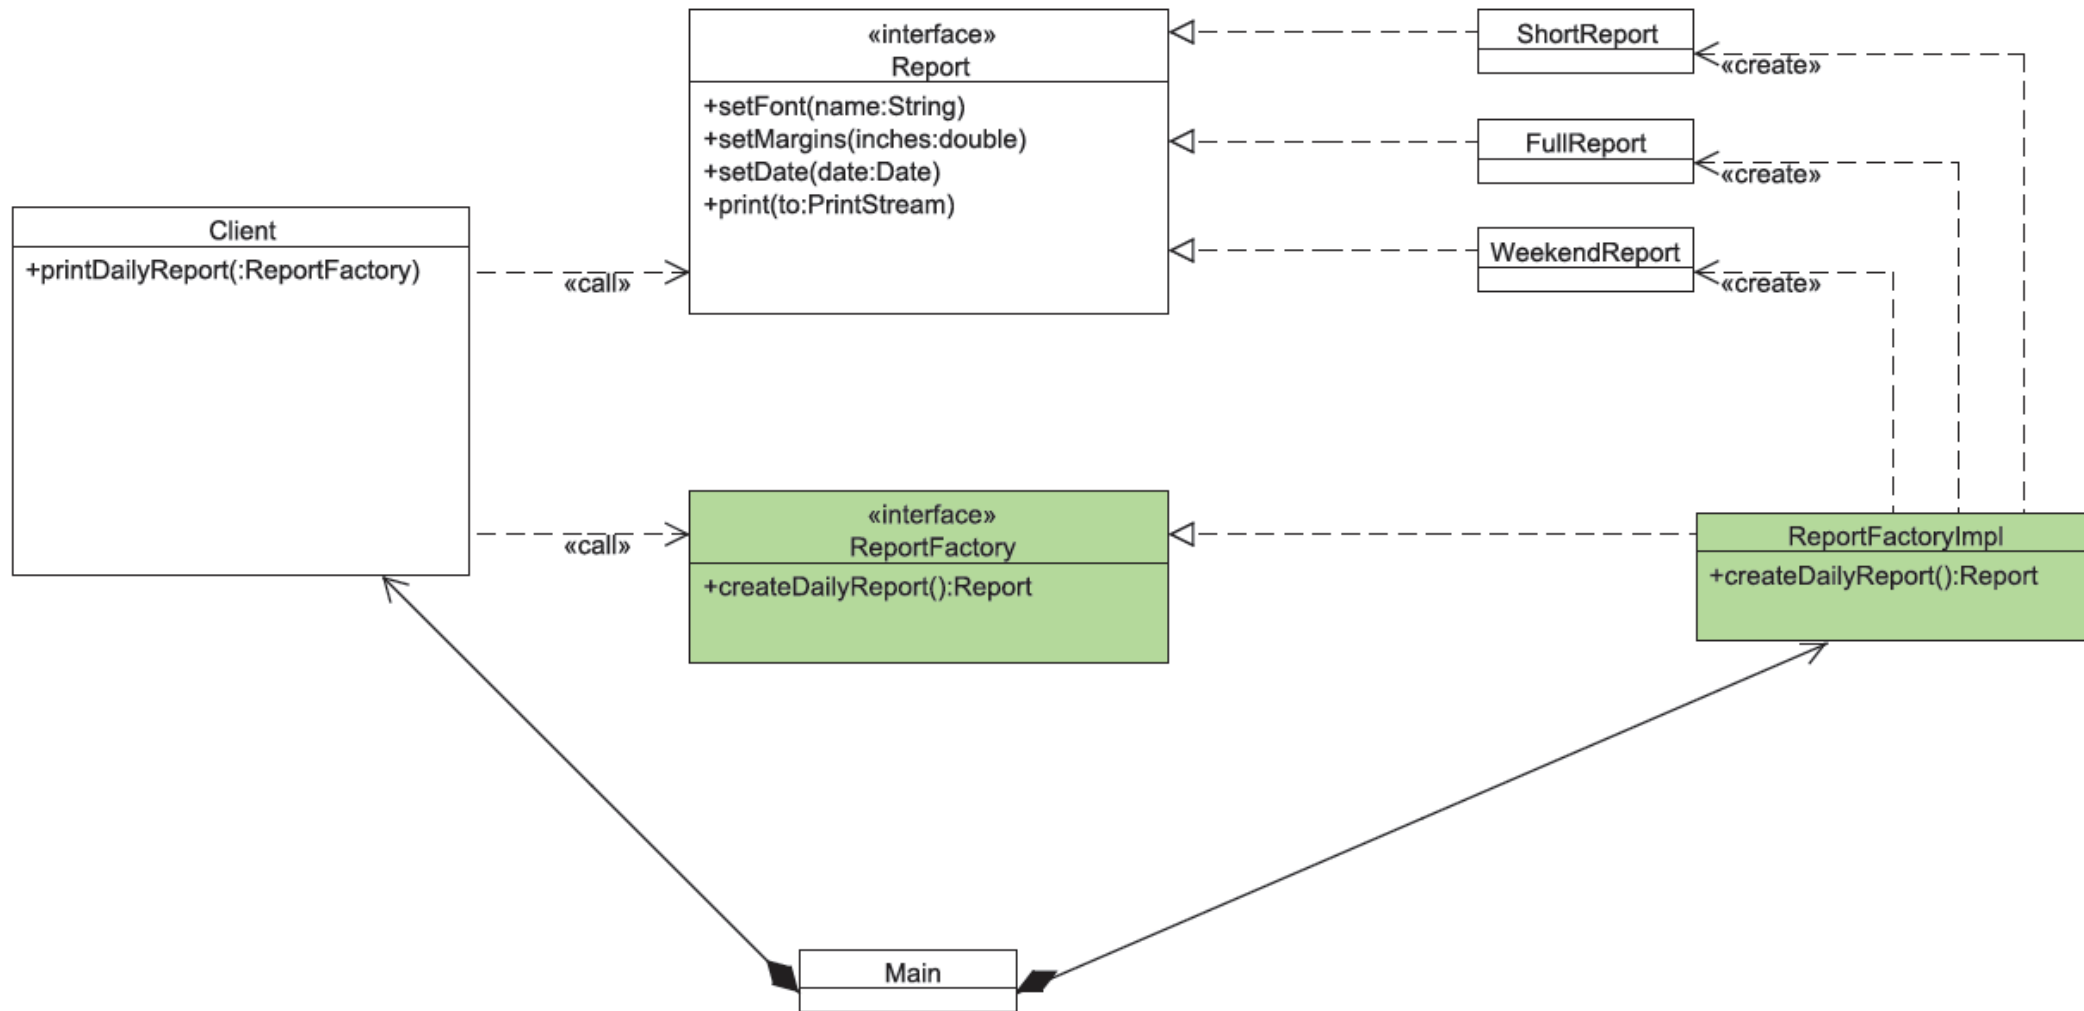 «interface»
Report
+setFont(name:String)
+setMargins(inches:double)
+setDate(date:Date)
+print(to:PrintStream)
ShortReport
«create»
FullReport
«create»
WeekendReport
«create»
Client
+printDailyReport(:ReportFactory)
«call»
«call»
«interface»
ReportFactory
+createDailyReport():Report
ReportFactoryImpl
+createDailyReport():Report
Main